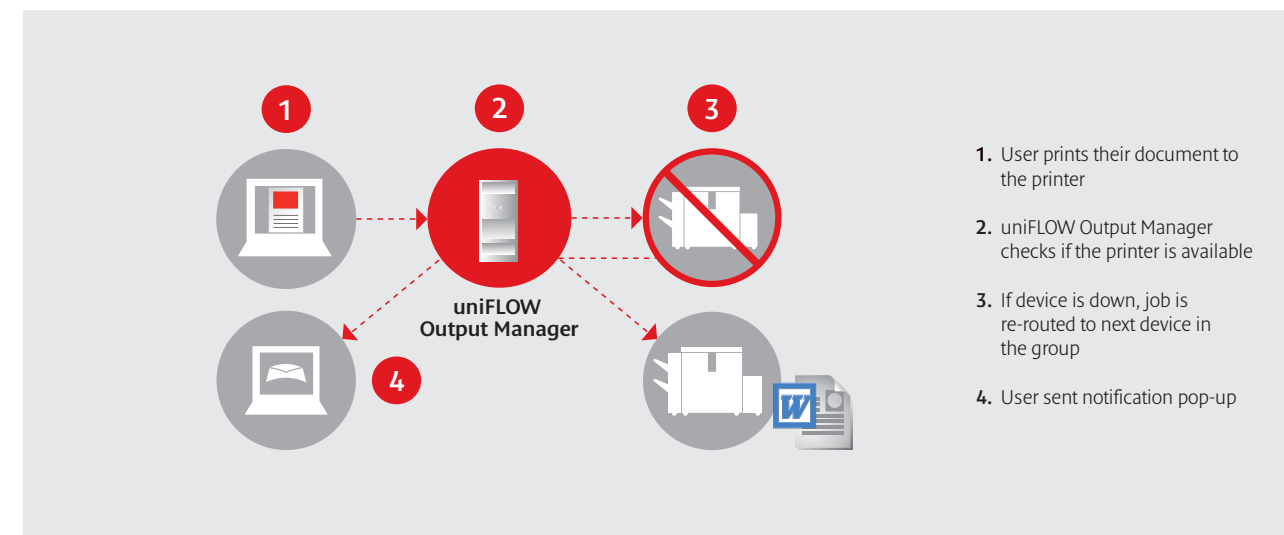 1
2
3
uniFLOW
Output Manager
4
W
1. User prints their document to
the printer
2. uniFLOW Output Manager
checks if the printer is available
3. If device is down, job is
re-routed to next device in
the group
4. User sent notification pop-up